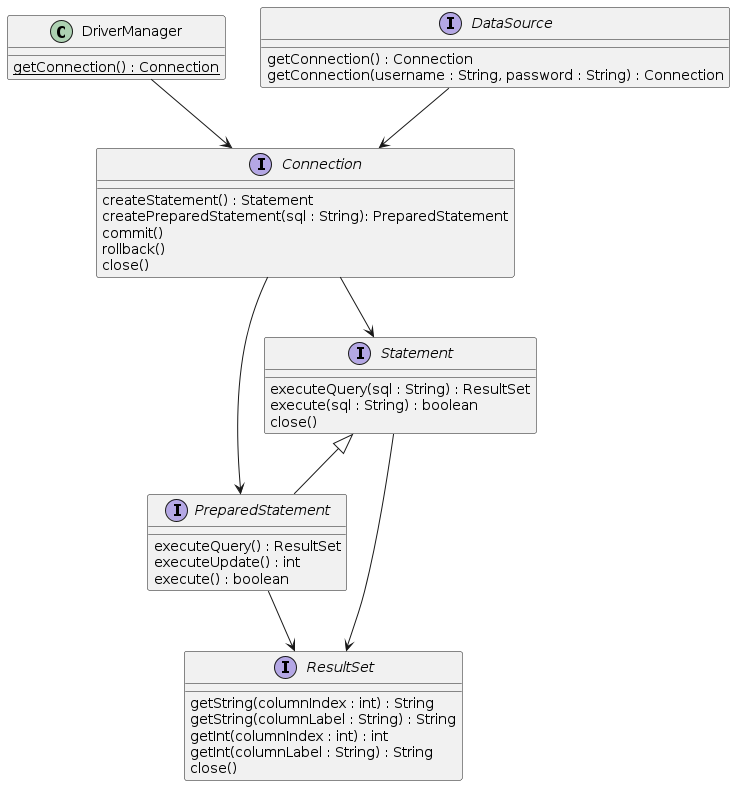 C DriverManager
getConnection() : Connection
I DataSource
getConnection() : Connection
getConnection(username : String, password : String) : Connection
I Connection
createStatement() : Statement
createPreparedStatement(sql : String): PreparedStatement
commit()
rollback()
close()
I Statement
executeQuery(sql : String) : ResultSet
execute(sql : String) : boolean
close()
I PreparedStatement
executeQuery() : ResultSet
executeUpdate() : int
execute() : boolean
I ResultSet
getString(columnIndex : int) : String
getString(columnLabel : String) : String
getInt(columnIndex : int) : int
getInt(columnLabel : String) : String
close()